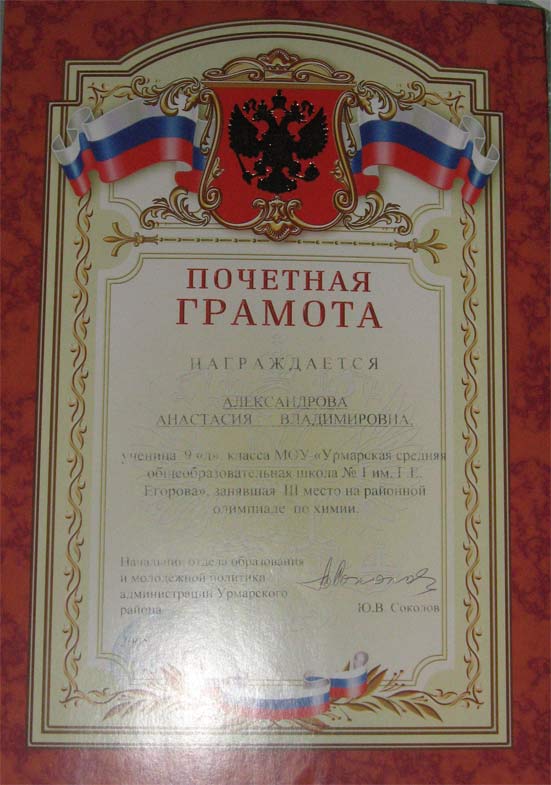 ПОЧЕТНАЯ
ГРАМОТА
НАГРАЖДАЕТСЯ
АЛЕКСАНДРОВА
АНАСТАСИЯ ВЛАДИМИРОВНА,
ученица 9 «д» класса МОУ «Урмарская средняя
общеобразовательная школа № 1 им. Г.Е.
Егорова», занявшая III место на районной
олимпиаде по химии.
Начальник отдела образования
и молодежной политики
администрации Урмарского
района
Ю.В. Соколов